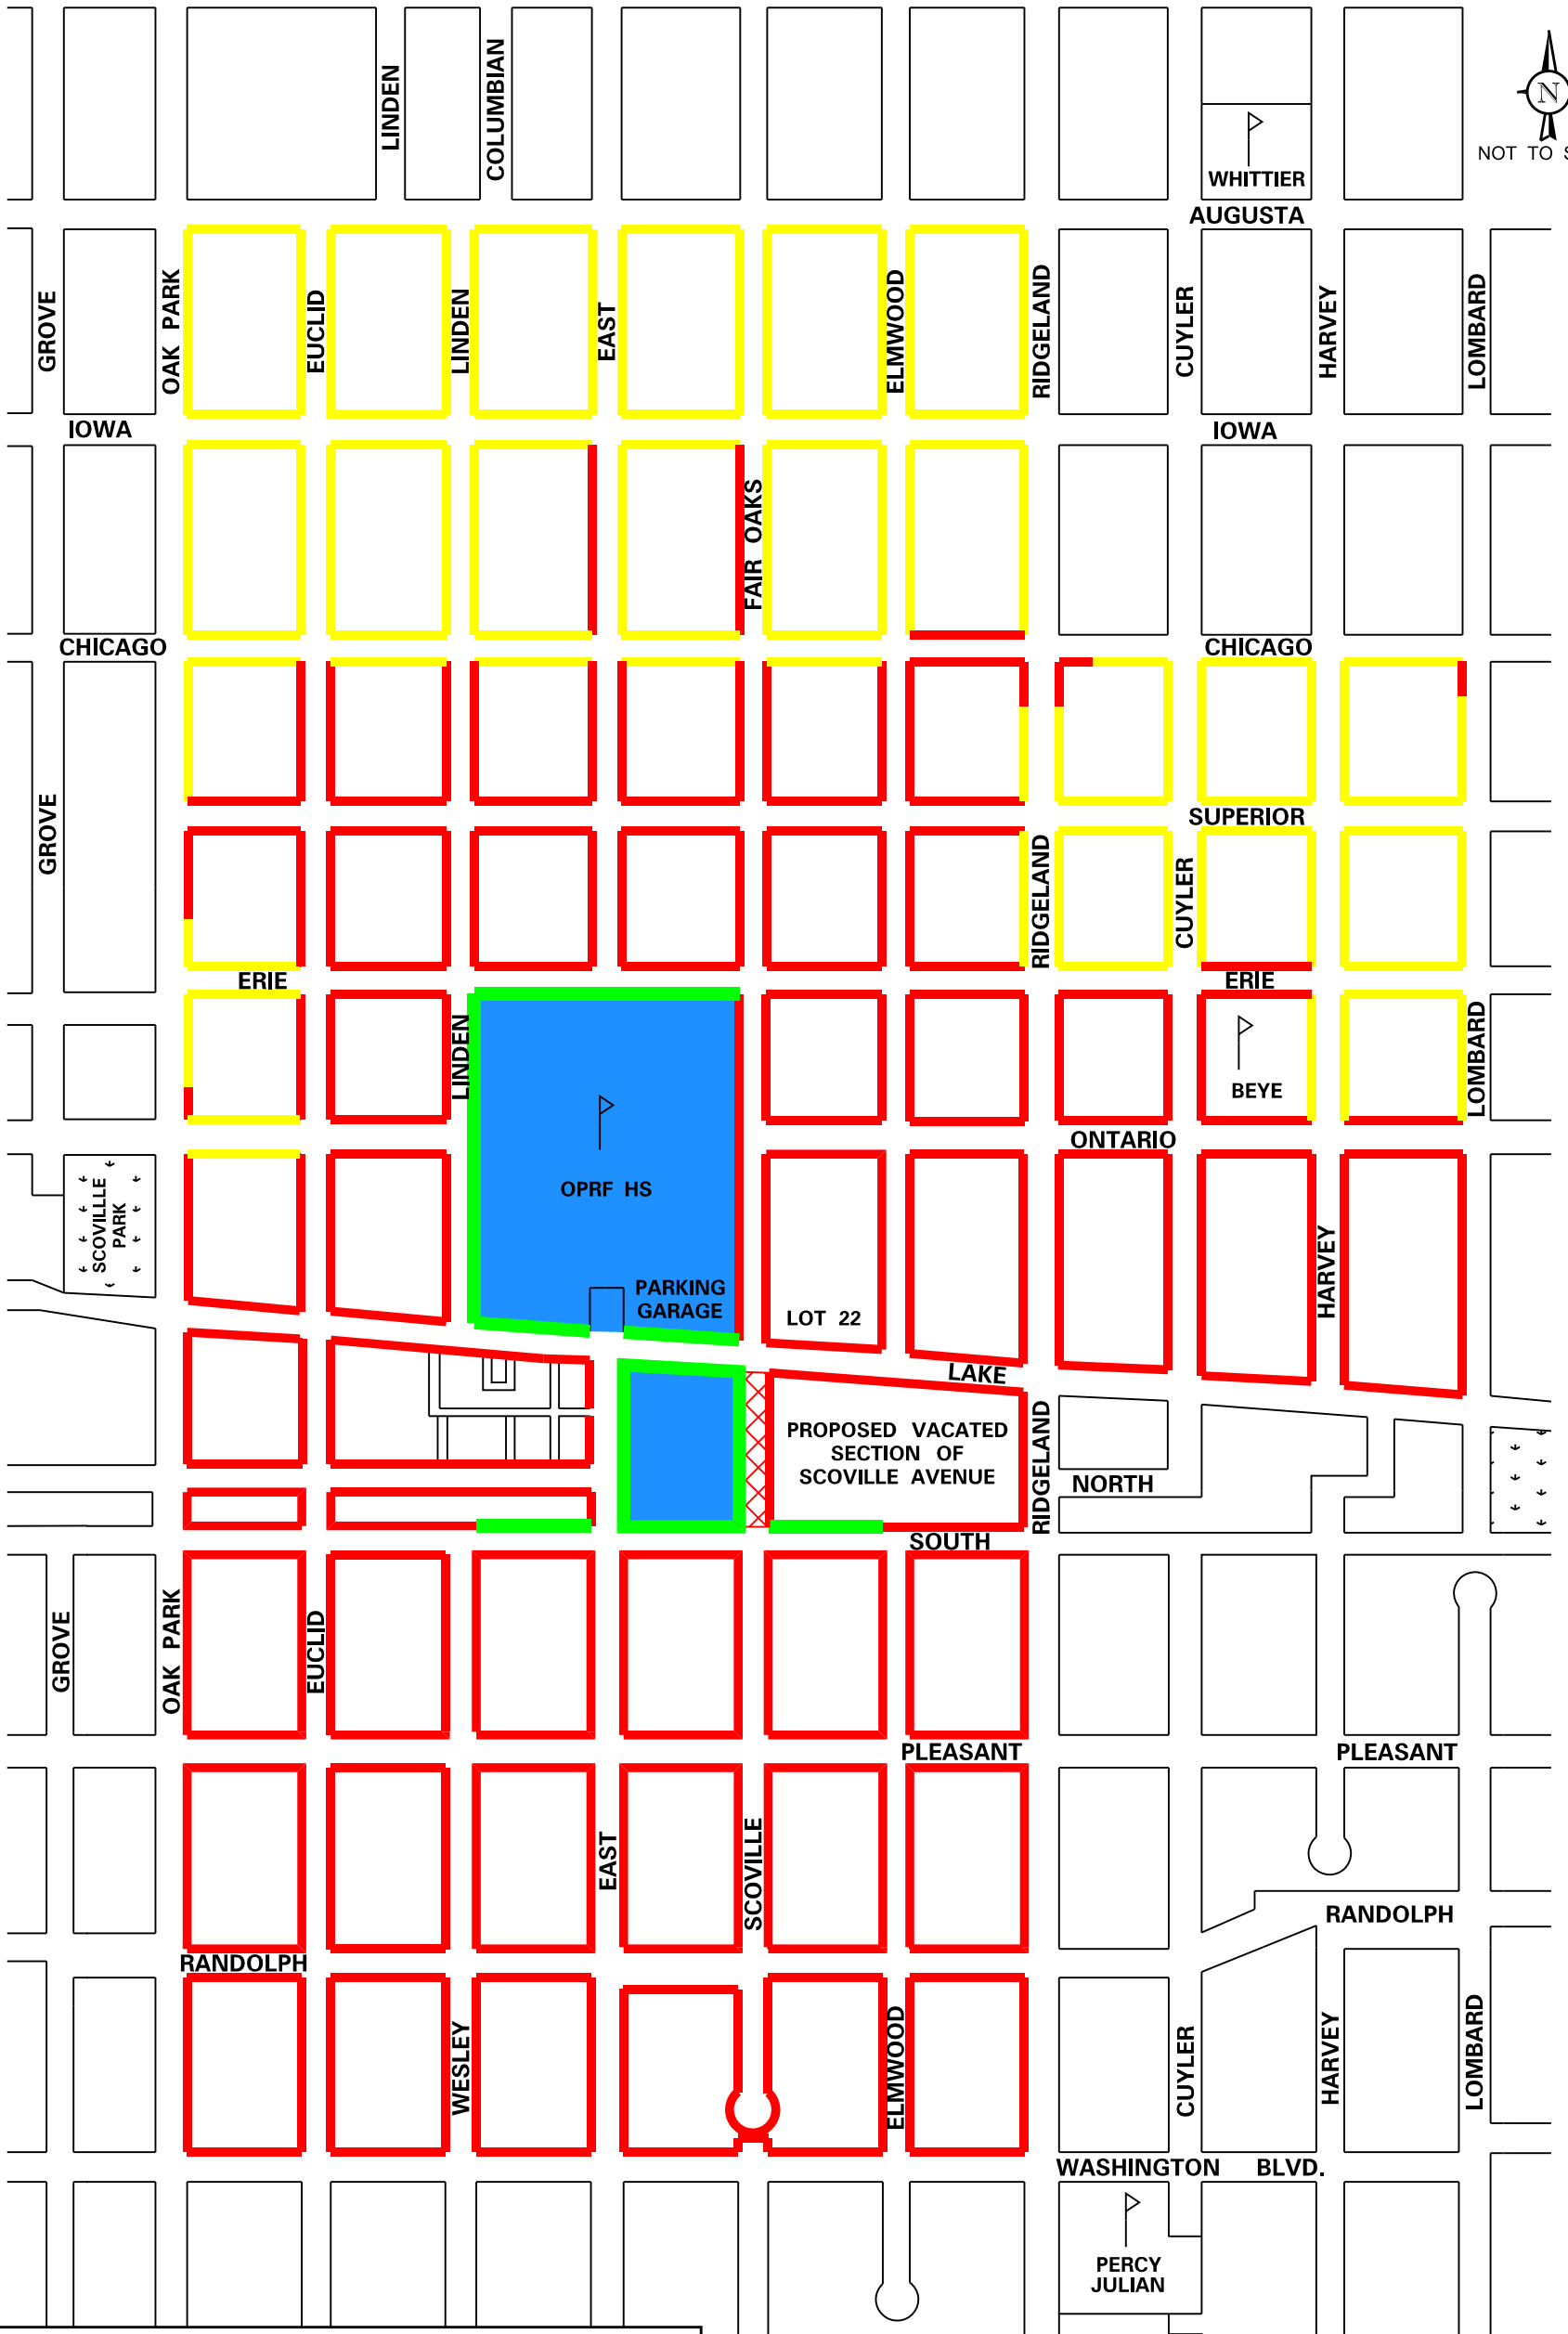 LINDEN
COLUMBIAN
N
NOT TO S
WHITTIER
AUGUSTA
GROVE
OAK PARK
EUCLID
LINDEN
EAST
ELMWOOD
RIDGELAND
CUYLER
HARVEY
LOMBARD
IOWA
IOWA
FAIR OAKS
CHICAGO
CHICAGO
GROVE
SUPERIOR
RIDGELAND
CUYLER
ERIE
ERIE
LINDEN
BEYE
LOMBARD
ONTARIO
SCOVILLLE
PARK
OPRF HS
HARVEY
PARKING
GARAGE
LOT 22
LAKE
PROPOSED VACATED
SECTION OF
SCOVILLE AVENUE
RIDGELAND
NORTH
SOUTH
GROVE
OAK PARK
EUCLID
PLEASANT
PLEASANT
EAST
SCOVILLE
RANDOLPH
RANDOLPH
WESLEY
ELMWOOD
CUYLER
HARVEY
LOMBARD
WASHINGTON BLVD.
PERCY
JULIAN